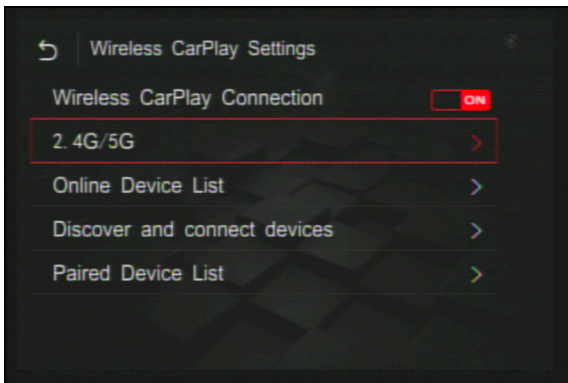 Wireless CarPlay Settings
Wireless CarPlay Connection ON
2.4G/5G
Online Device List
Discover and connect devices
Paired Device List